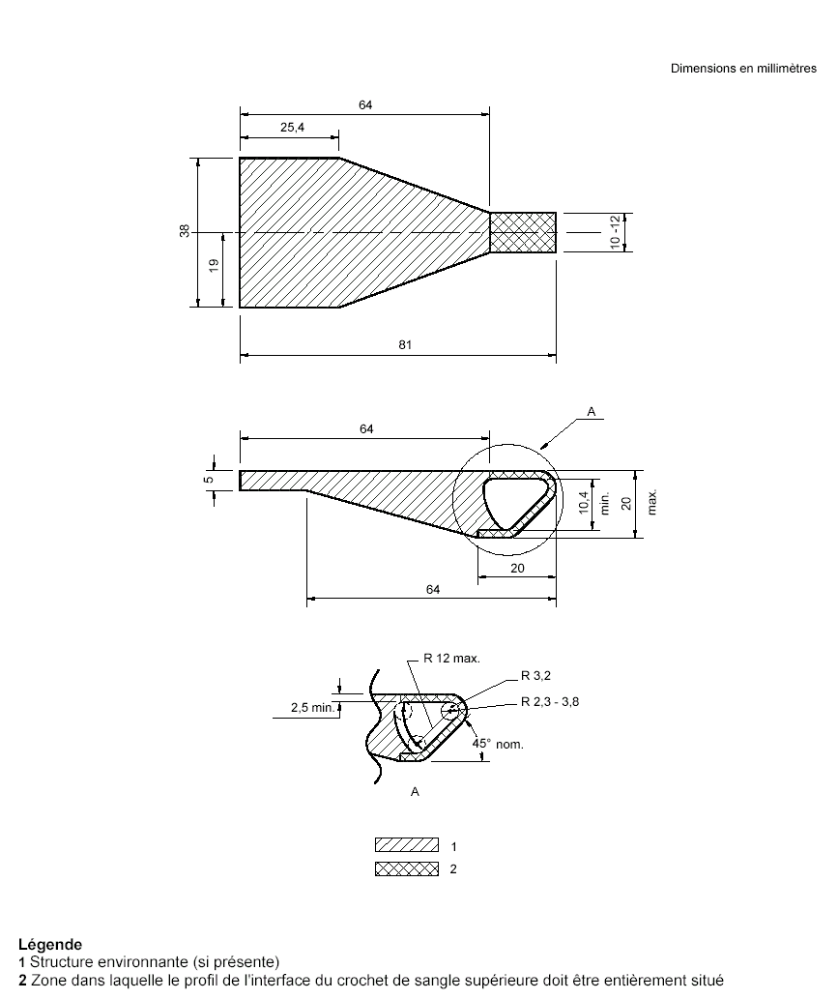 Dimensions en millimètres
64
25,4
38
19
10 -12
81
A
64
5
10,4
min.
20
max.
20
64
R 12 max.
R 3,2
R 2,3 - 3,8
2,5 min.
45° nom.
A
1
2
Légende
1 Structure environnante (si présente)
2 Zone dans laquelle le profil de l'interface du crochet de sangle supérieure doit être entièrement situé